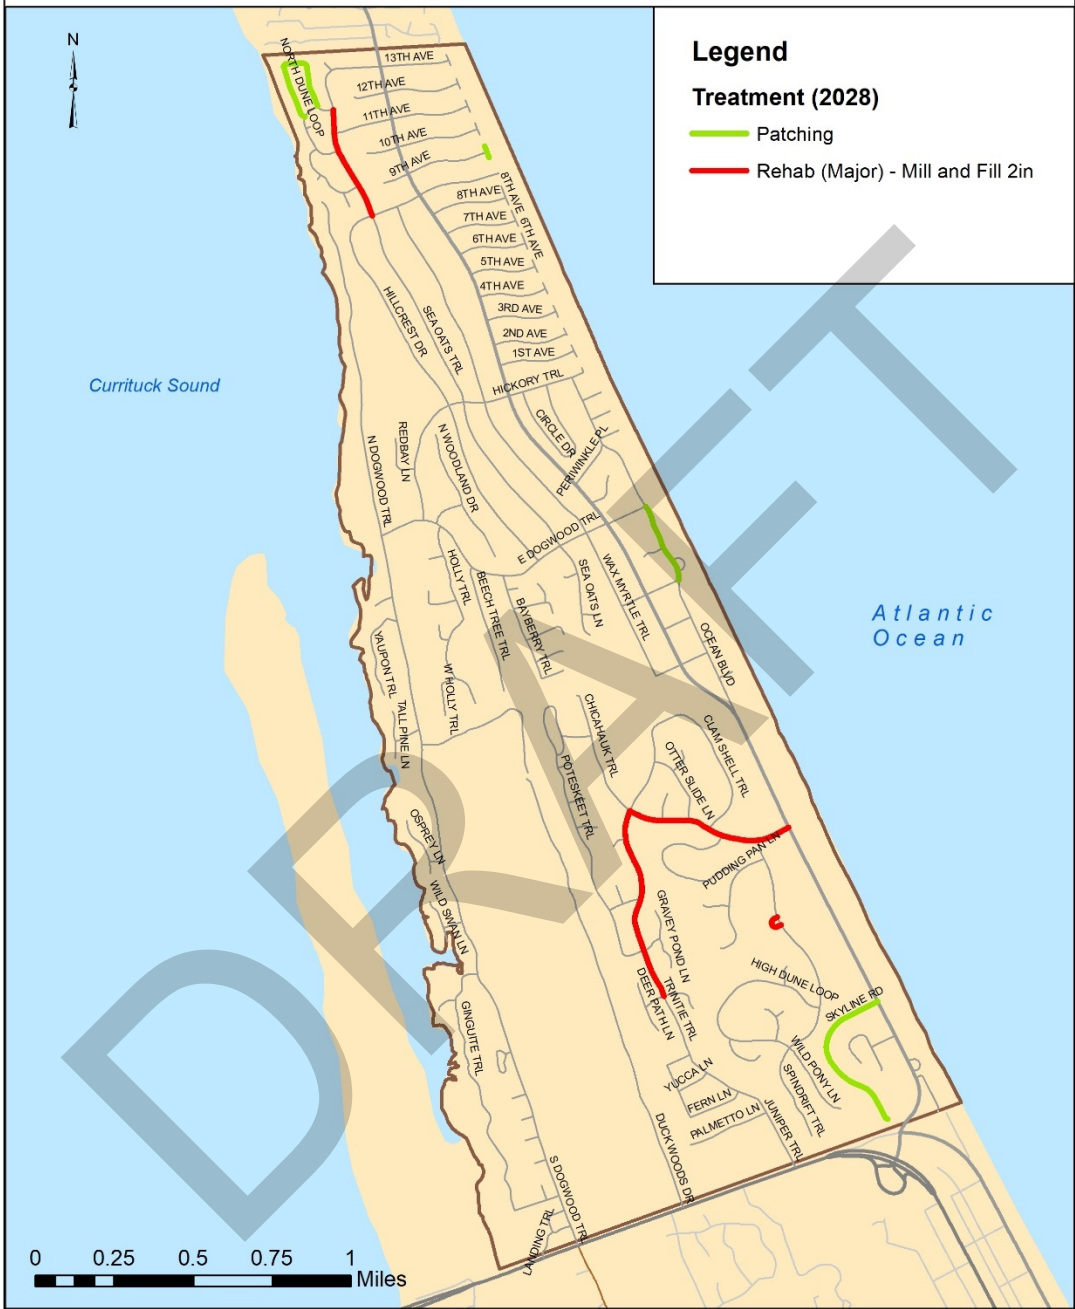 Legend
Treatment (2028)
Patching
Rehab (Major) - Mill and Fill 2in
N
NORTH DUNE LOOP
13TH AVE
12TH AVE
11TH AVE
10TH AVE
9TH AVE
8TH AVE
8TH AVE
7TH AVE
6TH AVE
6TH AVE
5TH AVE
4TH AVE
3RD AVE
2ND AVE
1ST AVE
HILLCREST DR
SEA OATS TRL
HICKORY TRL
Currituck Sound
CIRCLE DR
PERIWINKLE PL
REDBAY LN
N WOODLAND DR
N DOGWOOD TRL
E DOGWOOD TRL
HOLLY TRL
BEECH TREE TRL
BAYBERRY TRL
SEA OATS LN
WAX MYRTLE TRL
OCEAN BLVD
Atlantic
Ocean
YAUPON TRL
W HOLLY TRL
TALL PINE LN
CHICAHAUK TRL
CLAM SHELL TRL
OTTER SLIDE LN
POTESKEET TRL
OSPREY LN
PUDDING PAN LN
WILD SWAN LN
GRAVEY POND LN
HIGH DUNE LOOP
DEER PATH LN
TRINITIE TRL
SKYLINE RD
GINGUITE TRL
WILD PONY LN
SPINDRIFT TRL
YUCCA LN
FERN LN
PALMETTO LN
JUNIPER TRL
DUCK WOODS DR
S DOGWOOD TRL
LANDING TRL
0 0.25 0.5 0.75 1
Miles
DRAFT